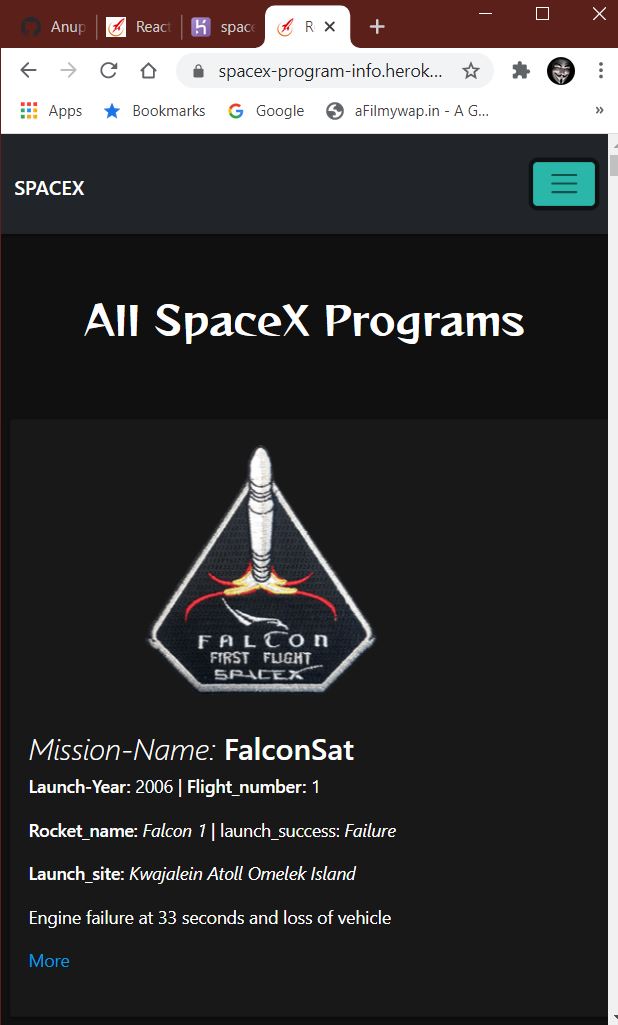 Anup
React
space
R
spacex-program-info.herok...
Apps
Bookmarks
Google
aFilmywap.in - A G...
»
SPACEX
All SpaceX Programs
FALCON
FIRST FLIGHT
SPACEX
Mission-Name: FalconSat
Launch-Year: 2006 | Flight_number: 1
Rocket_name: Falcon 1 | launch_success: Failure
Launch_site: Kwajalein Atoll Omelek Island
Engine failure at 33 seconds and loss of vehicle
More